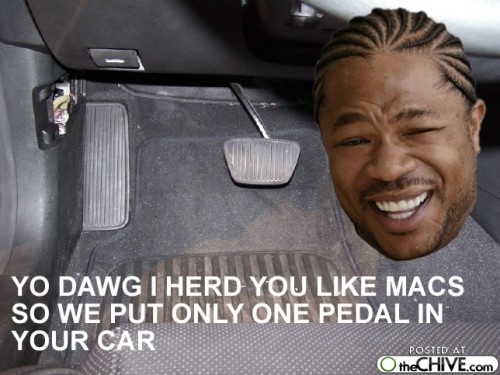 YO DAWG I HERD YOU LIKE MACS
SO WE PUT ONLY ONE PEDAL IN
YOUR CAR
POSTED AT
theCHIVE.com